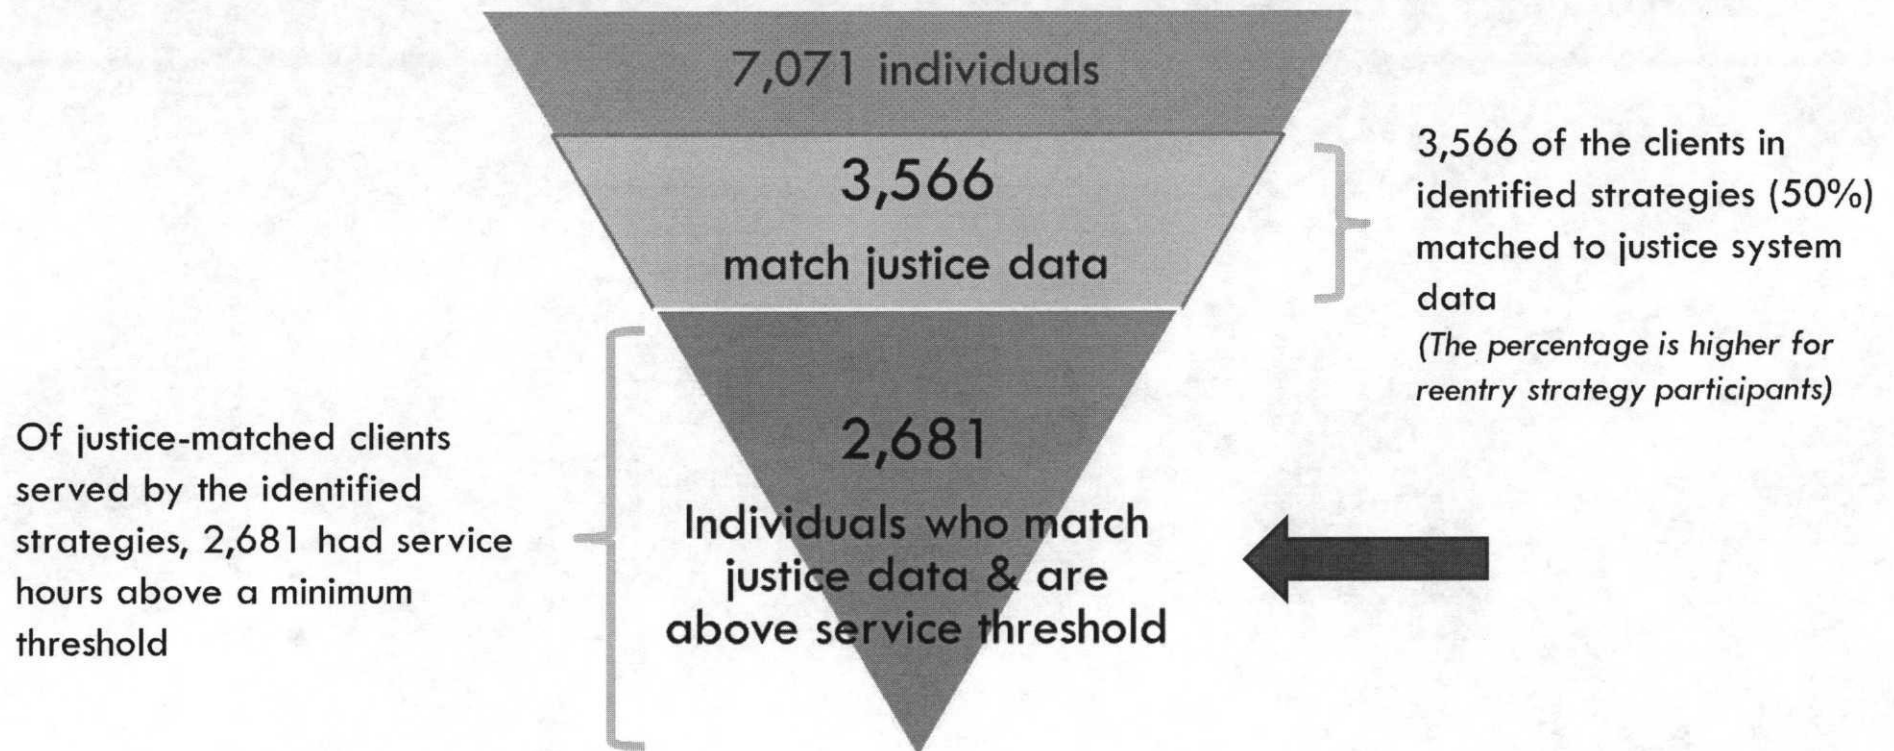 7,071 individuals
3,566
match justice data
3,566 of the clients in
identified strategies (50%)
matched to justice system
data
(The percentage is higher for
reentry strategy participants)
Of justice-matched clients
served by the identified
strategies, 2,681 had service
hours above a minimum
threshold
2,681
Individuals who match
justice data & are
above service threshold